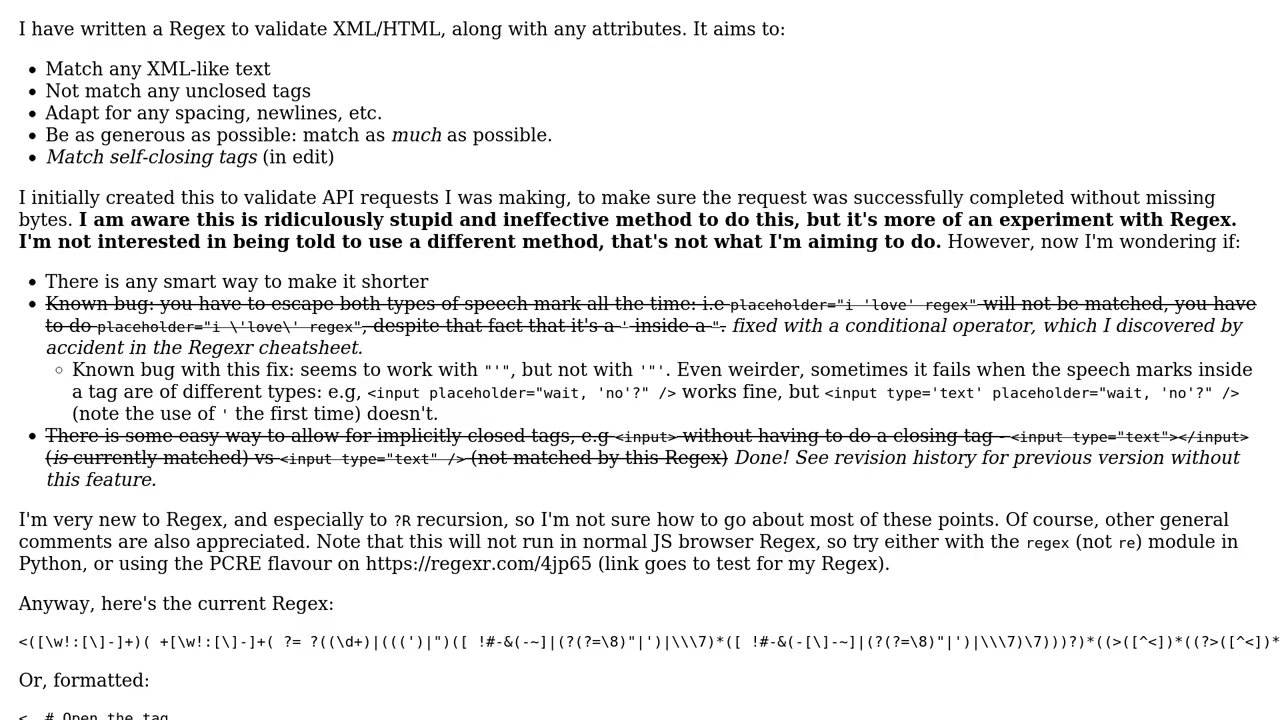 I have written a Regex to validate XML/HTML, along with any attributes. It aims to:
• Match any XML-like text
• Not match any unclosed tags
• Adapt for any spacing, newlines, etc.
• Be as generous as possible: match as much as possible.
• Match self-closing tags (in edit)
I initially created this to validate API requests I was making, to make sure the request was successfully completed without missing
bytes. I am aware this is ridiculously stupid and ineffective method to do this, but it's more of an experiment with Regex.
I'm not interested in being told to use a different method, that's not what I'm aiming to do. However, now I'm wondering if:
• There is any smart way to make it shorter
• Known bug: you have to escape both types of speech mark all the time: i.e placeholder="i 'love' regex" will not be matched, you have
to do placeholder="i \'love\' regex", despite that fact that it's a ' inside a ". fixed with a conditional operator, which I discovered by
accident in the Regexr cheatsheet.
◦ Known bug with this fix: seems to work with "'", but not with '"'. Even weirder, sometimes it fails when the speech marks inside
a tag are of different types: e.g, <input placeholder="wait, 'no'?" /> works fine, but <input type='text' placeholder="wait, 'no'?" />
(note the use of ' the first time) doesn't.
• There is some easy way to allow for implicitly closed tags, e.g <input> without having to do a closing tag - <input type="text"></input>
(is currently matched) vs <input type="text" /> (not matched by this Regex) Done! See revision history for previous version without
this feature.
I'm very new to Regex, and especially to ?R recursion, so I'm not sure how to go about most of these points. Of course, other general
comments are also appreciated. Note that this will not run in normal JS browser Regex, so try either with the regex (not re) module in
Python, or using the PCRE flavour on https://regexr.com/4jp65 (link goes to test for my Regex).
Anyway, here's the current Regex:
<([\w!:[\]-]+)( +[\w!:[\]-]+( ?= ?((\d+)|(((')|")([ !#-&(-~]|(?(?=\8)"|')|\\\7)*([ !#-&(-[\]-~]|(?(?=\8)"|')|\\\7)\7)))?)*((>([^<])*((?>([^<])*
Or, formatted:
<  # Open the tag